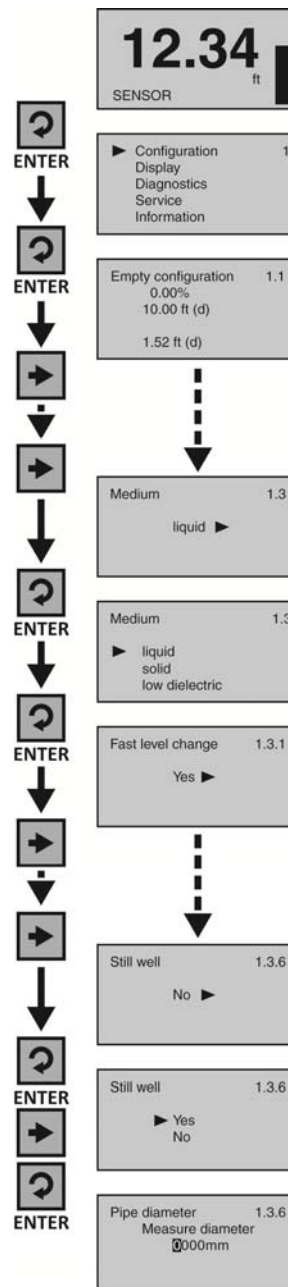 12.34
ft
SENSOR
ENTER
Configuration 1
Display
Diagnostics
Service
Information
ENTER
Empty configuration 1.1
0.00%
10.00 ft (d)
1.52 ft (d)
Medium 1.3
liquid
ENTER
Medium 1.3
liquid
solid
low dielectric
ENTER
Fast level change 1.3.1
Yes
Still well 1.3.6
No
ENTER
Still well 1.3.6
Yes
No
ENTER
Pipe diameter 1.3.6
Measure diameter
0000mm